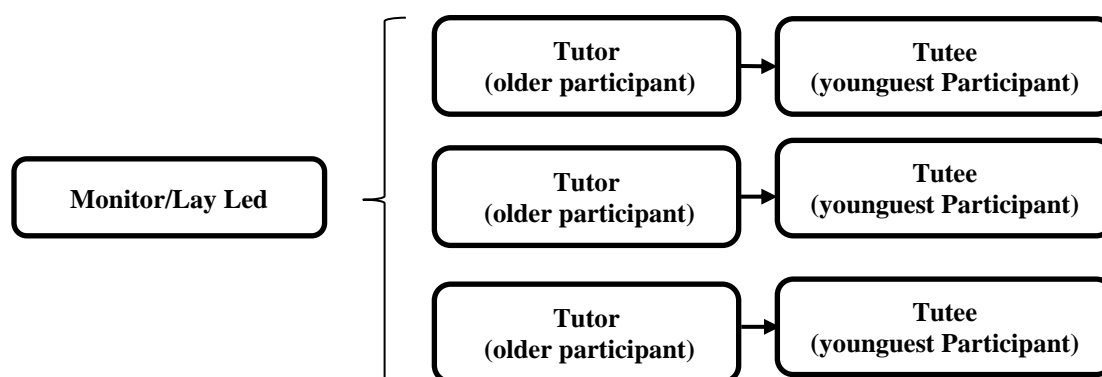 Tutor
(older participant)
Tutee
(younguest Participant)
Monitor/Lay Led
Tutor
(older participant)
Tutee
(younguest Participant)
Tutor
(older participant)
Tutee
(younguest Participant)